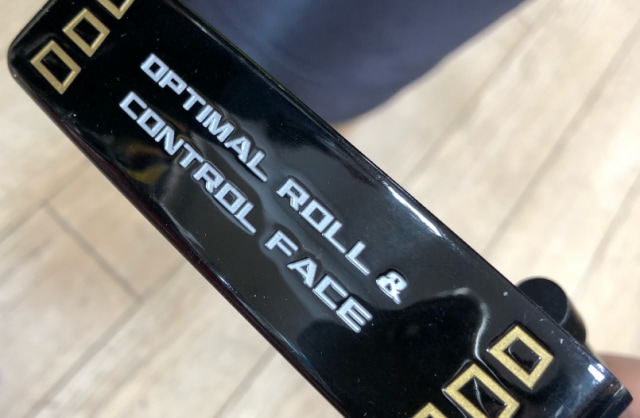 OPTIMAL ROLL &
CONTROL FACE